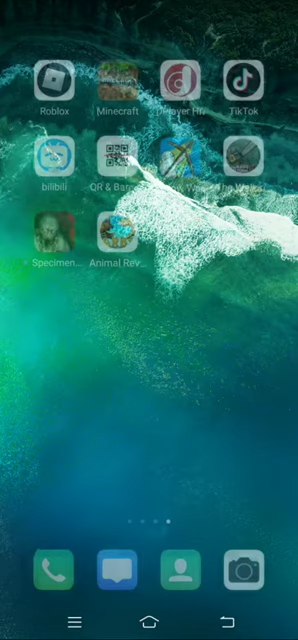 Roblox Minecraft TikTok
bilibili QR & Bar
Specimen... Animal Rev...